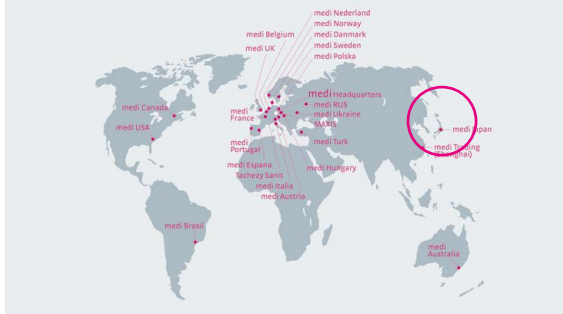 medi Nederland
medi Norway
medi Belgium
medi Danmark
medi UK
medi Sweden
medi Polska
medi Headquarters
medi Canada
medi RUS
medi
France
medi Ukraine
MAXIS
medi USA
medi Japan
medi
Portugal
medi Turk
medi Trading
(Shanghai)
medi Espana
medi Hungary
Tachezy Sanit
medi Italia
medi Austria
medi Brasil
medi
Australia